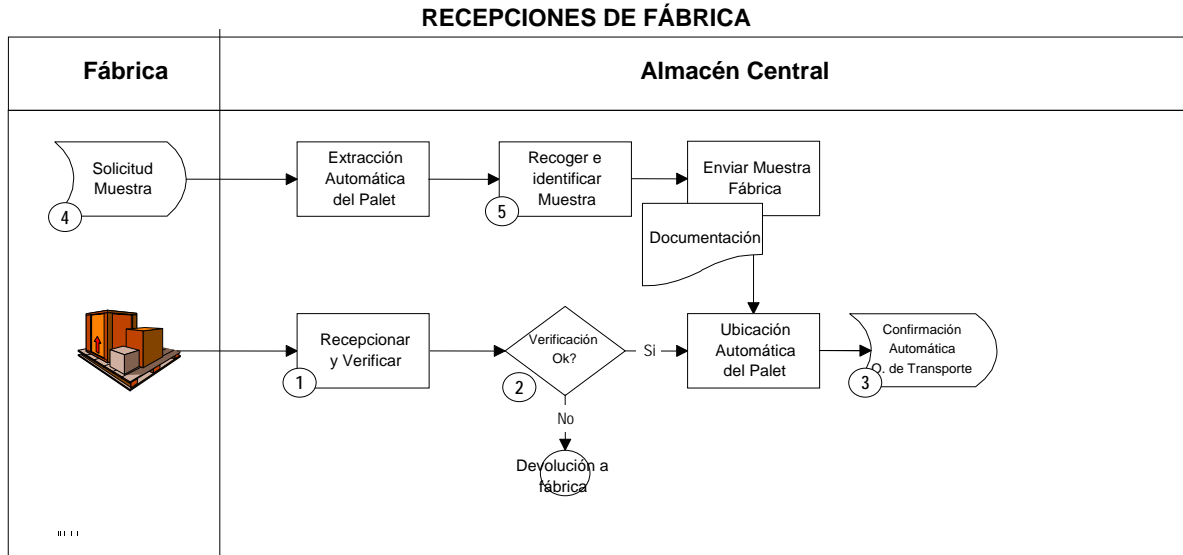 RECEPCIONES DE FÁBRICA
Fábrica
Almacén Central
Solicitud
Muestra
4
Extracción
Automática
del Palet
Recoger e
identificar
Muestra
5
Enviar Muestra
Fábrica
Documentación
Recepcionar
y Verificar
1
Verificación
Ok?
2
Si
No
Devolución a
fábrica
Ubicación
Automática
del Palet
Confirmación
Automática
O. de Transporte
3